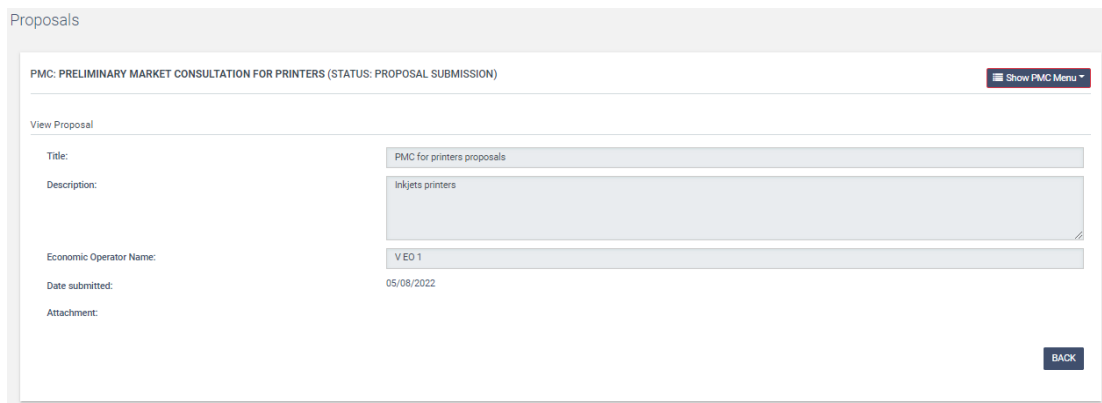 Proposals
PMC: PRELIMINARY MARKET CONSULTATION FOR PRINTERS (STATUS: PROPOSAL SUBMISSION)
Show PMC Menu
View Proposal
Title:
PMC for printers proposals
Description:
Inkjets printers
Economic Operator Name:
V EO 1
Date submitted:
05/08/2022
Attachment:
BACK